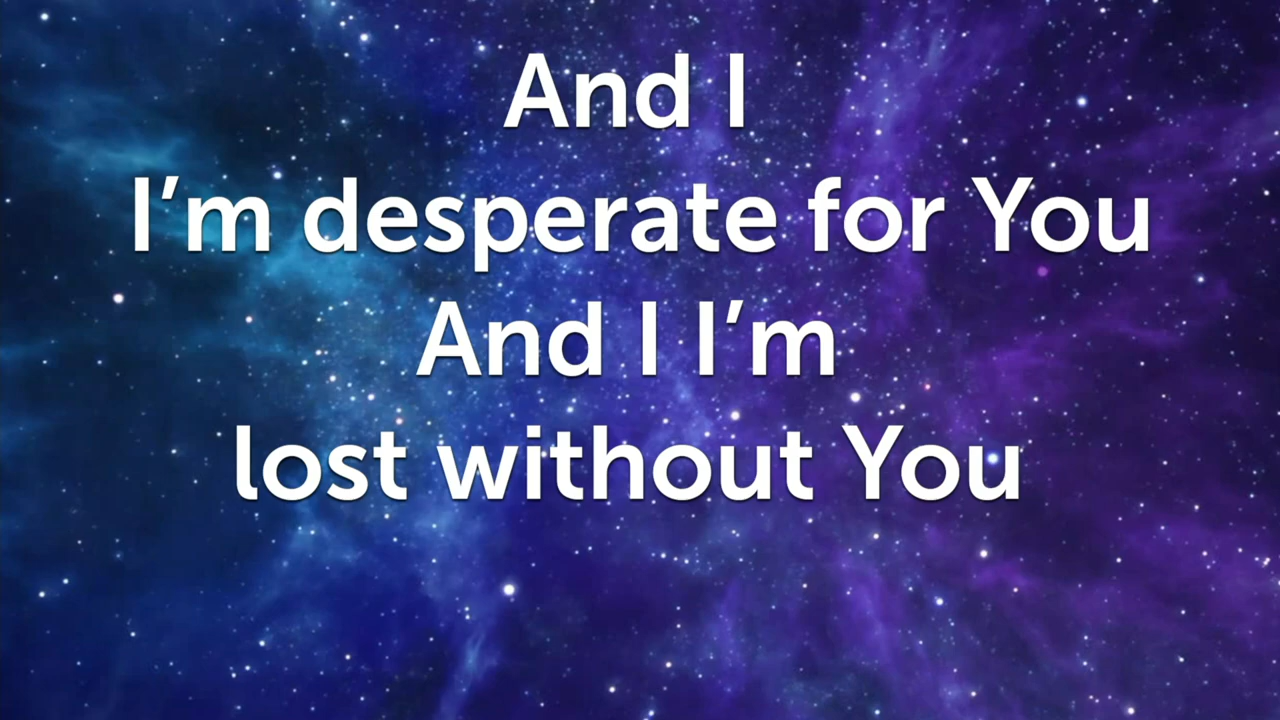 And I
I’m desperate for You
And I I’m
lost without You